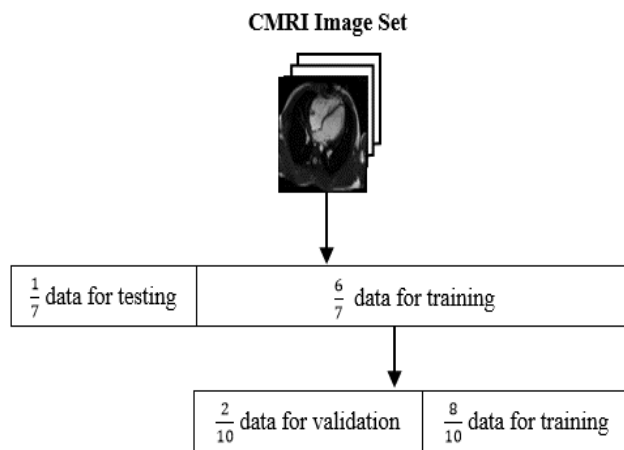 CMRI Image Set
1/7 data for testing
6/7 data for training
2/10 data for validation
8/10 data for training